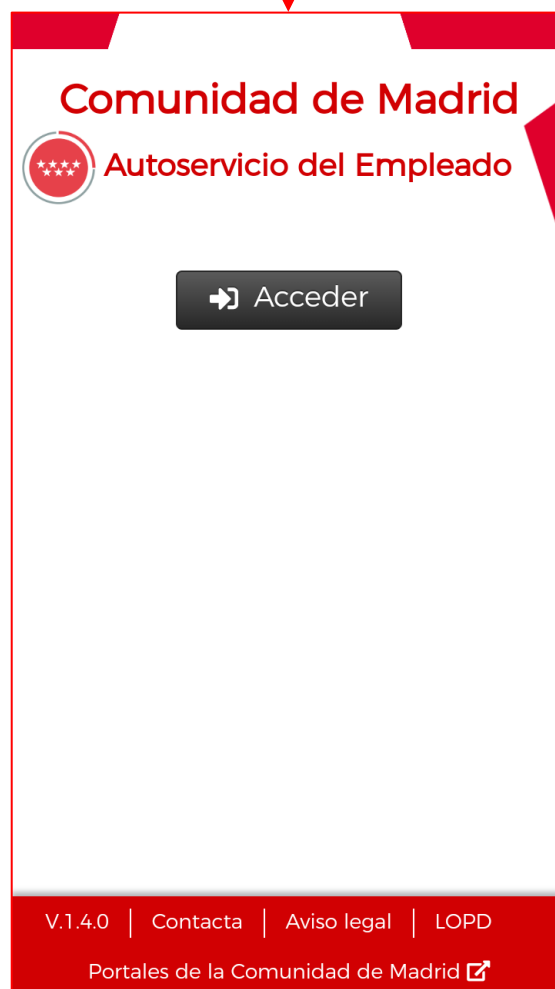 Comunidad de Madrid
Autoservicio del Empleado
Acceder
V.1.4.0 | Contacta | Aviso legal | LOPD
Portales de la Comunidad de Madrid